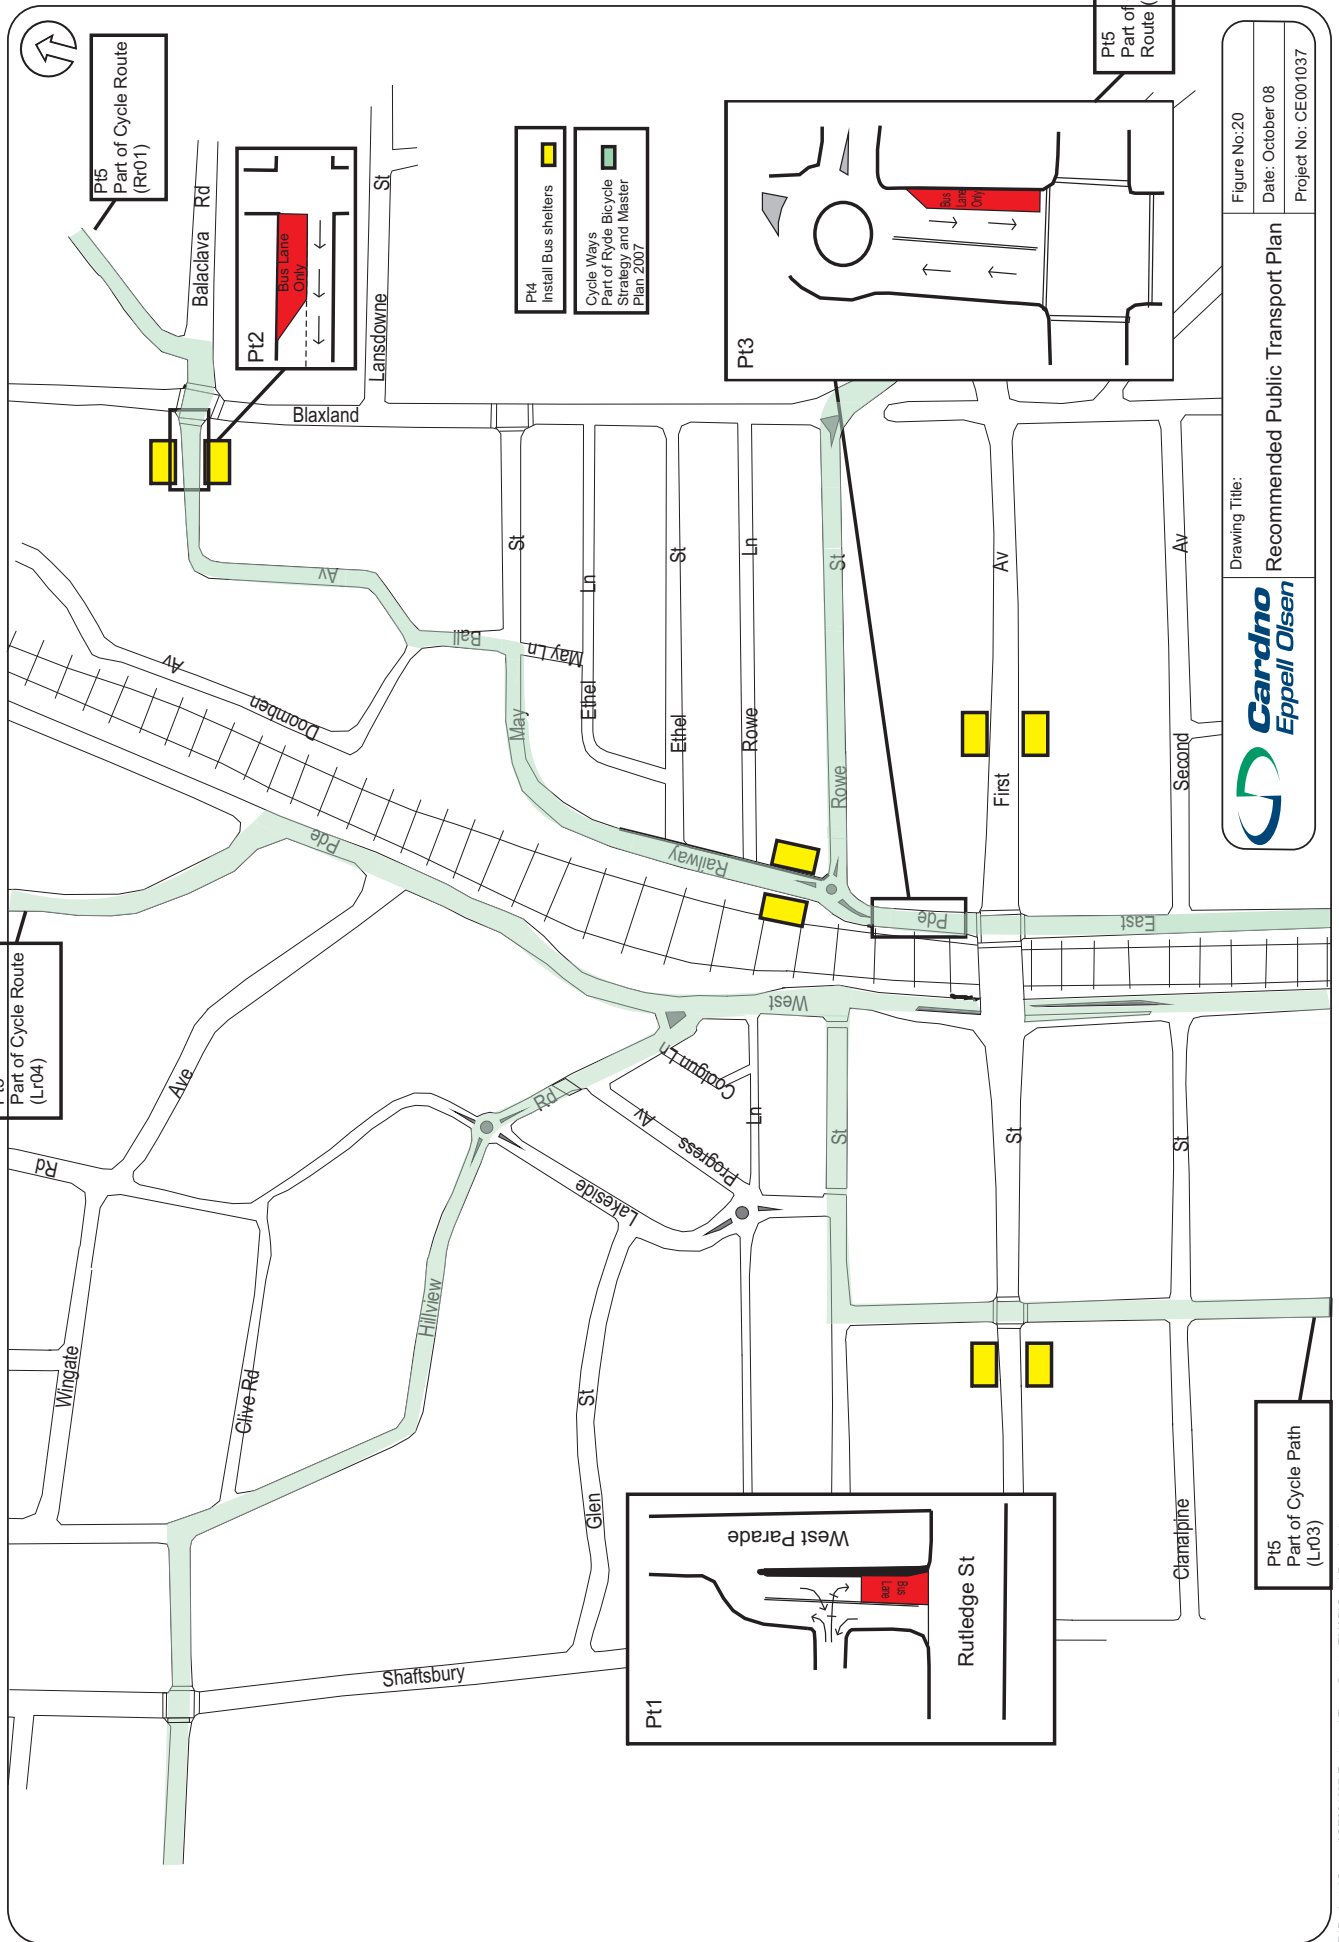 Pt5
Part of Cycle Route
(Rr01)
Balaclava Rd
Pt2
Bus Lane
Only
Lansdowne St
Blaxland
Pt4
Install Bus shelters
Cycle Ways
Part of Ryde Bicycle
Strategy and Master
Plan 2007
Pt3
Bus
Lane
Only
Pt5
Part of
Route (
Av
Ball
May St
May Ln
Ethel Ln
Ethel St
Rowe Ln
Rowe St
First Av
Second Av
Doomben Av
Railway
Pde
East
Pde
West
Part of Cycle Route
(Lr04)
Ave
Rd
Wingate
Clive Rd
Hillview
Rd
Coolgun Ln
Progress Av
Lakeside
Ln
St
St
St
Glen St
Shaftsbury
Clanalpine
Pt1
West Parade
Bus
Lane
Rutledge St
Pt5
Part of Cycle Path
(Lr03)
Cardno
Eppell Olsen
Drawing Title:
Recommended Public Transport Plan
Figure No:20
Date: October 08
Project No: CE001037